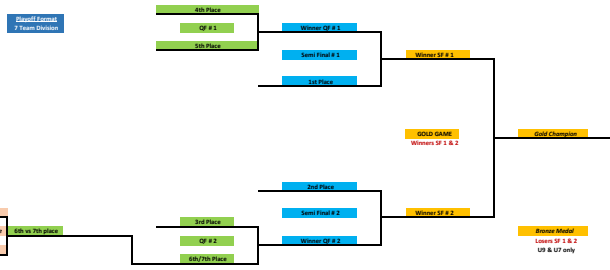 Playoff Format
7 Team Division
4th Place
QF # 1
5th Place
Winner QF # 1
Semi Final # 1
1st Place
Winner SF # 1
GOLD GAME
Winners SF 1 & 2
Gold Champion
2nd Place
Semi Final # 2
Winner QF # 2
Winner SF # 2
6th vs 7th place
3rd Place
QF # 2
6th/7th Place
Bronze Medal
Losers SF 1 & 2
U9 & U7 only